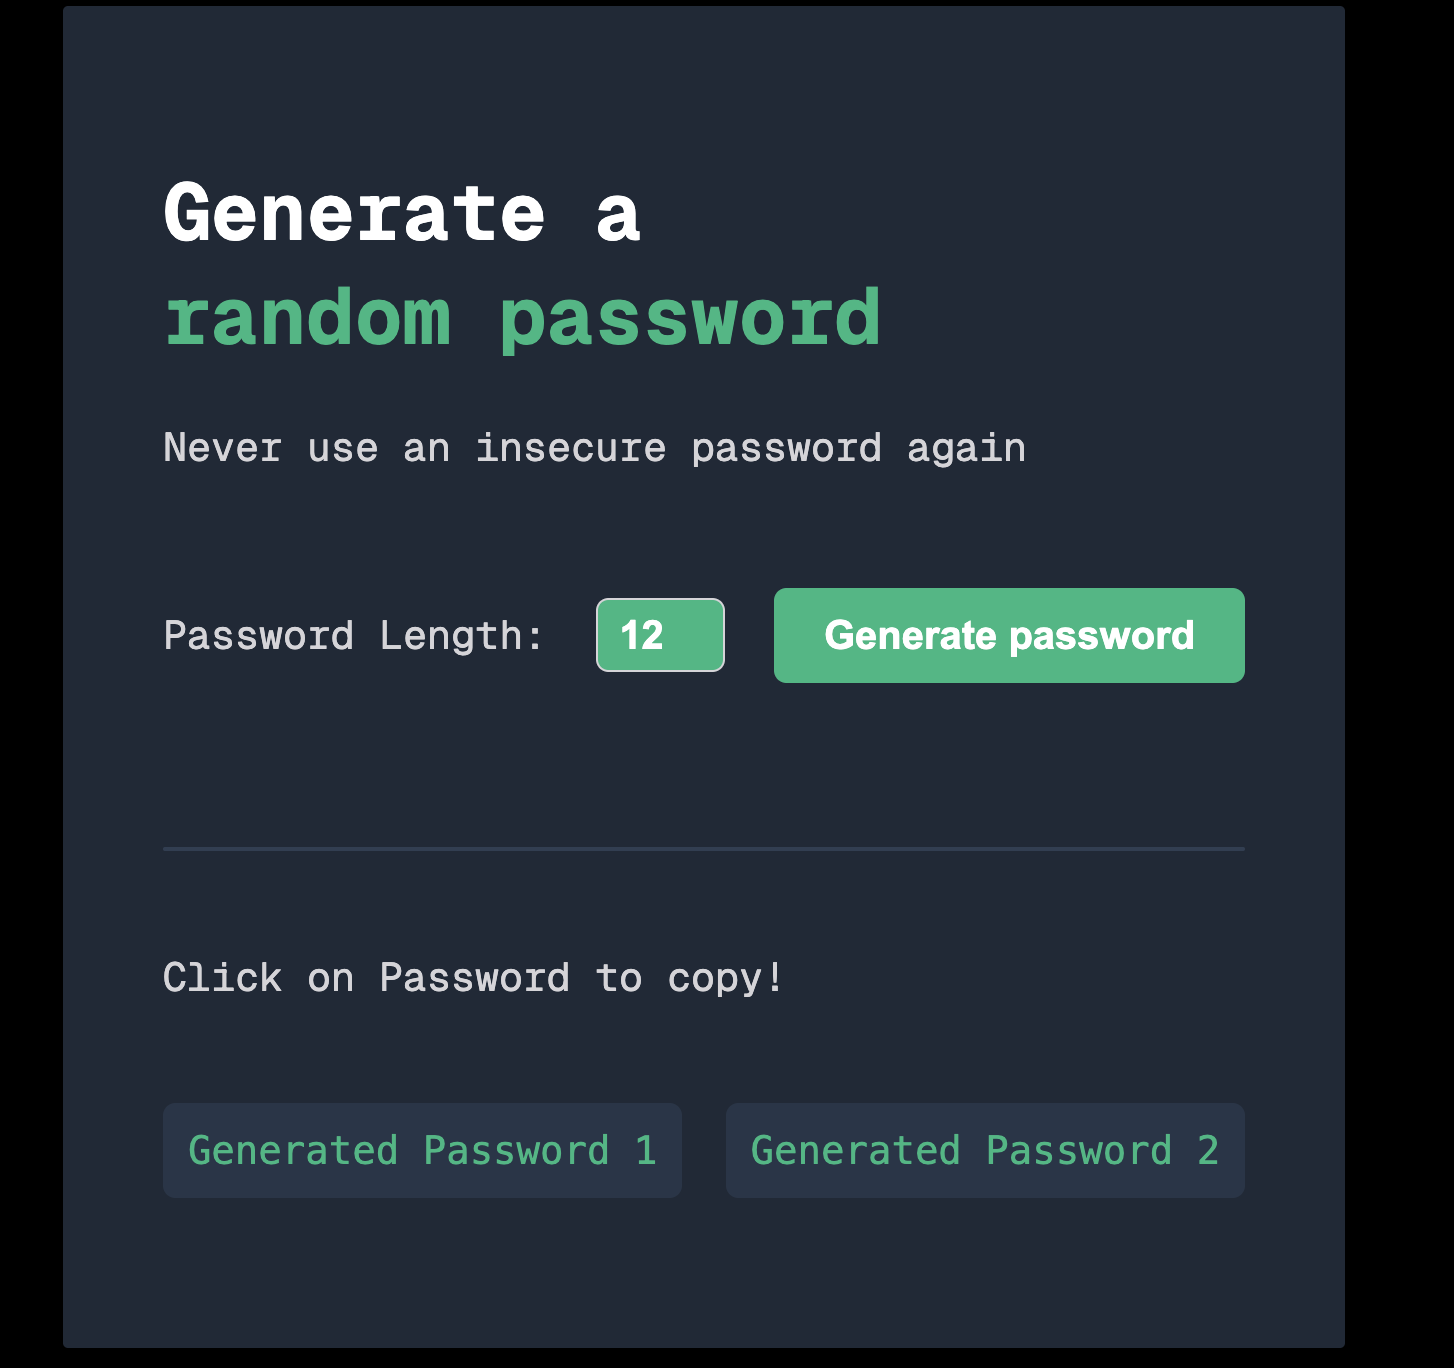 Generate a
random password
Never use an insecure password again
Password Length: 12 Generate password
Click on Password to copy!
Generated Password 1 Generated Password 2